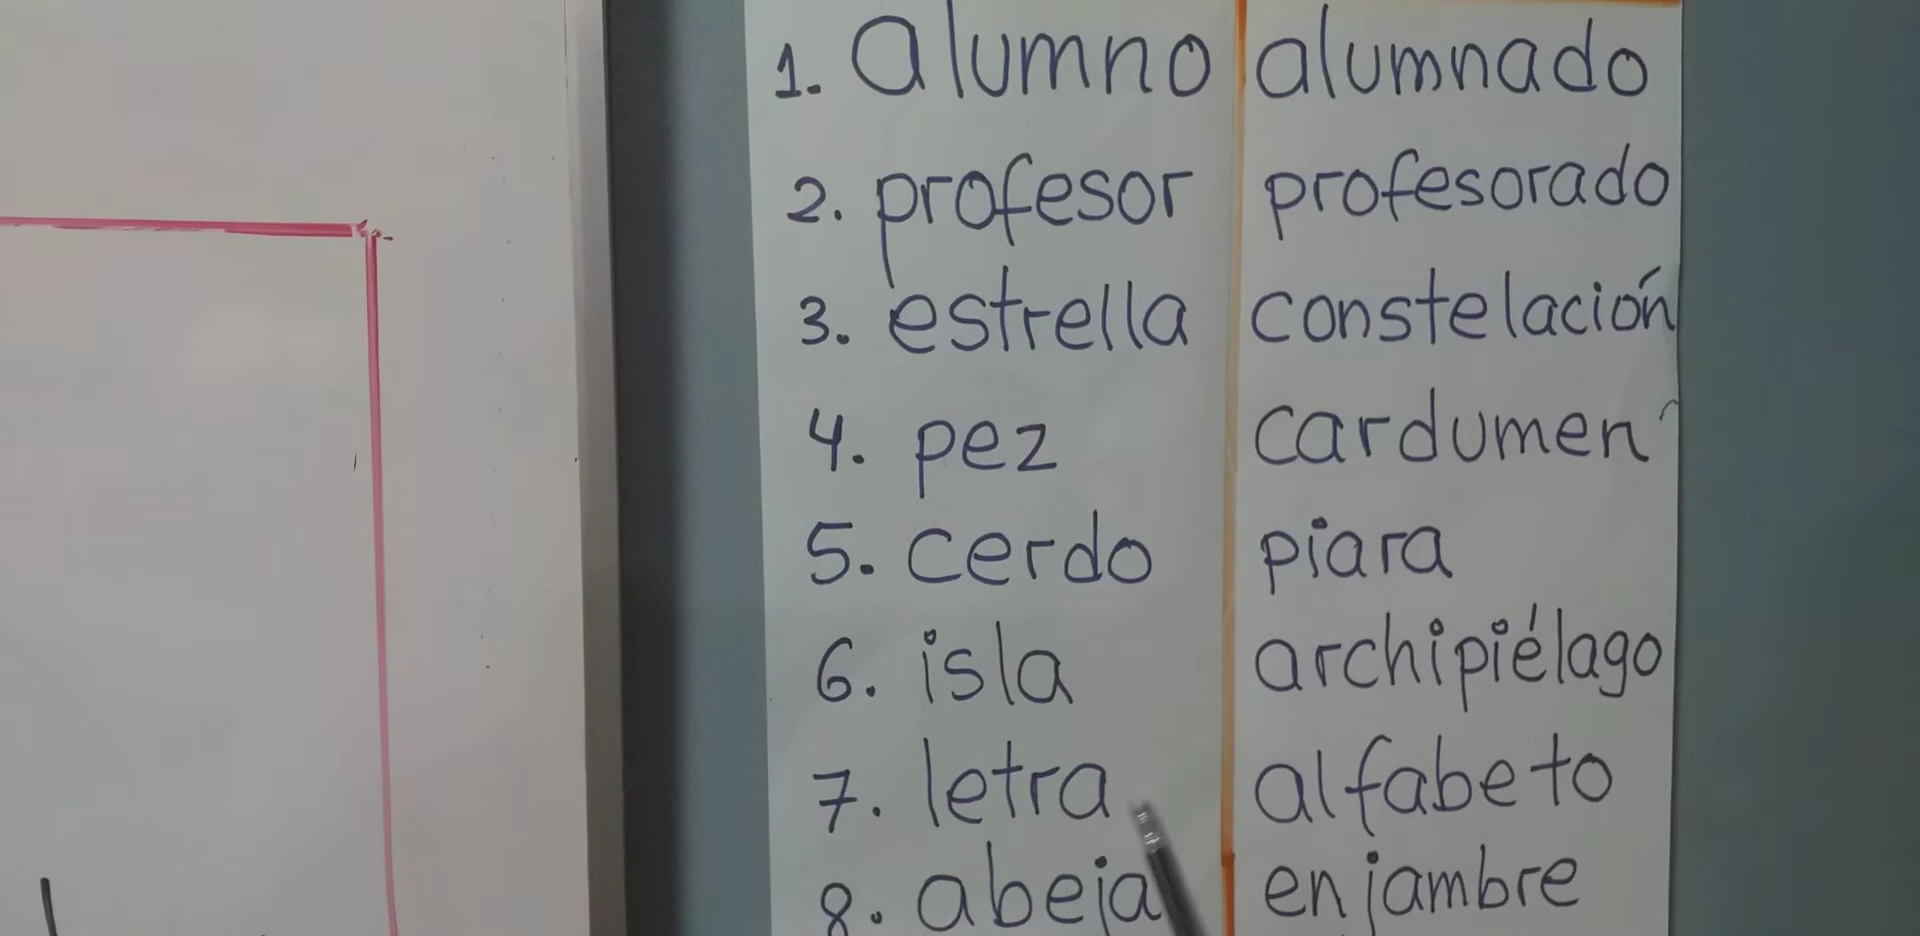 1. alumno alumnado
2. profesor profesorado
3. estrella constelación
4. pez cardumen
5. cerdo piara
6. isla archipiélago
7. letra alfabeto
8. abeja enjambre